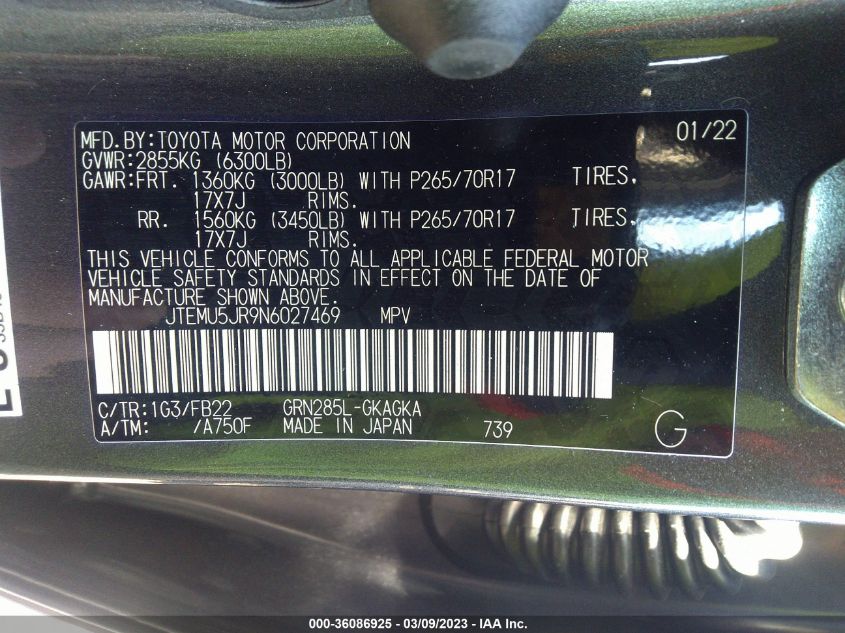 MFD.BY:TOYOTA MOTOR CORPORATION 01/22
GVWR:2855KG (6300LB)
GAWR:FRT. 1360KG (3000LB) WITH P265/70R17 TIRES,
17X7J RIMS.
RR. 1560KG (3450LB) WITH P265/70R17 TIRES,
17X7J RIMS.
THIS VEHICLE CONFORMS TO ALL APPLICABLE FEDERAL MOTOR
VEHICLE SAFETY STANDARDS IN EFFECT ON THE DATE OF
MANUFACTURE SHOWN ABOVE.
JTEMU5JR9N6027469 MPV
C/TR:1G3/FB22 GRN285L-GKAGKA
A/TM: /A750F MADE IN JAPAN 739 G
000-36086925 / 03/09/2023 - IAA Inc.